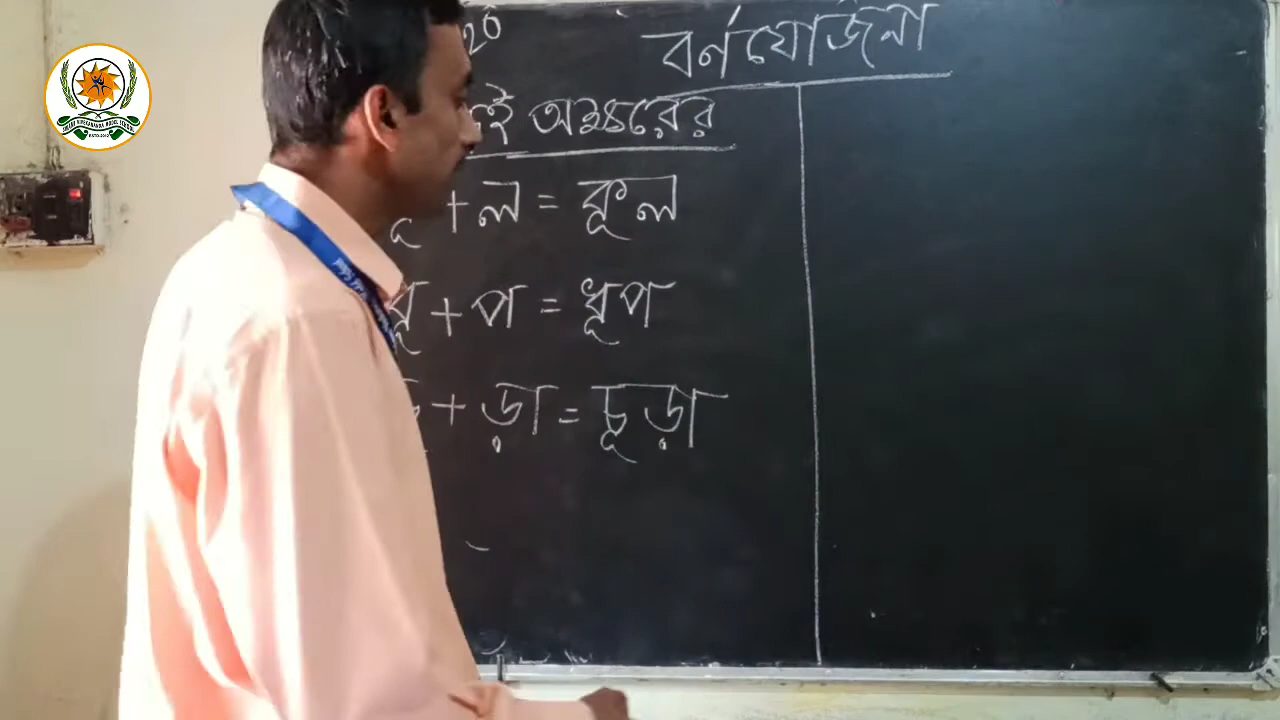 বর্ণযোজনা
অক্ষরের
+ ল = কূল
ধূ + প = ধূপ
+ ড়া = চূড়া